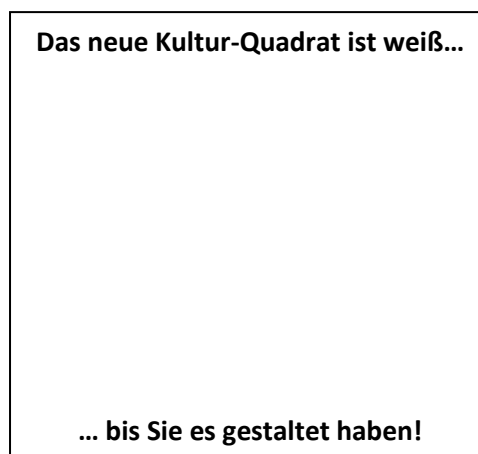 Das neue Kultur-Quadrat ist weiß…
… bis Sie es gestaltet haben!